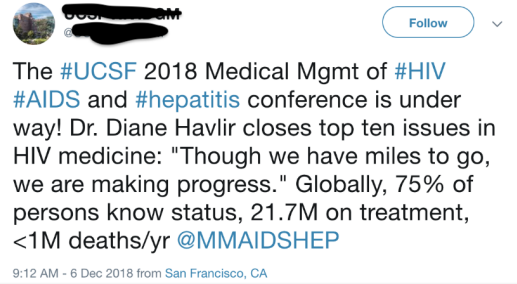 Follow
The #UCSF 2018 Medical Mgmt of #HIV
#AIDS and #hepatitis conference is under
way! Dr. Diane Havlir closes top ten issues in
HIV medicine: "Though we have miles to go,
we are making progress." Globally, 75% of
persons know status, 21.7M on treatment,
<1M deaths/yr @MMAIDSHEP
9:12 AM - 6 Dec 2018 from San Francisco, CA